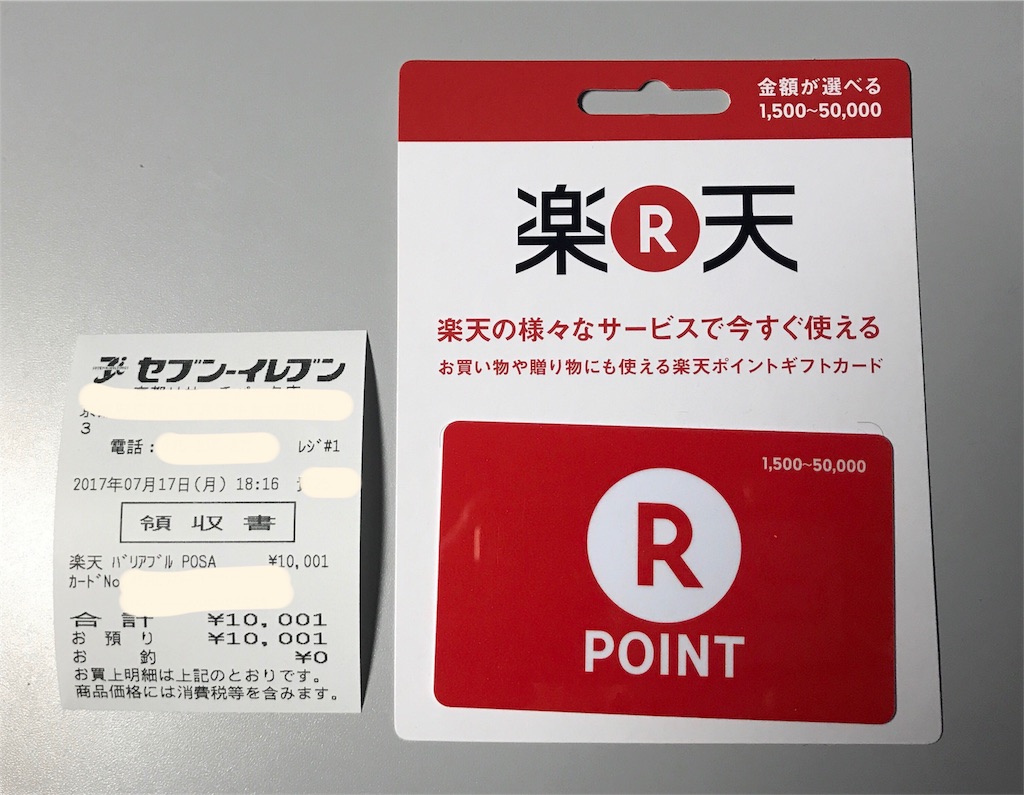 セブン-イレブン
3
電話:
レジ#1
2017年07月17日(月) 18:16
領収書
楽天 バリアブル POSA ¥10,001
カードNo
合計 ¥10,001
お預り ¥10,001
お釣 ¥0
お買上明細は上記のとおりです。
商品価格には消費税等を含みます。
金額が選べる
1,500~50,000
楽R天
楽天の様々なサービスで今すぐ使える
お買い物や贈り物にも使える楽天ポイントギフトカード
1,500~50,000
R
POINT